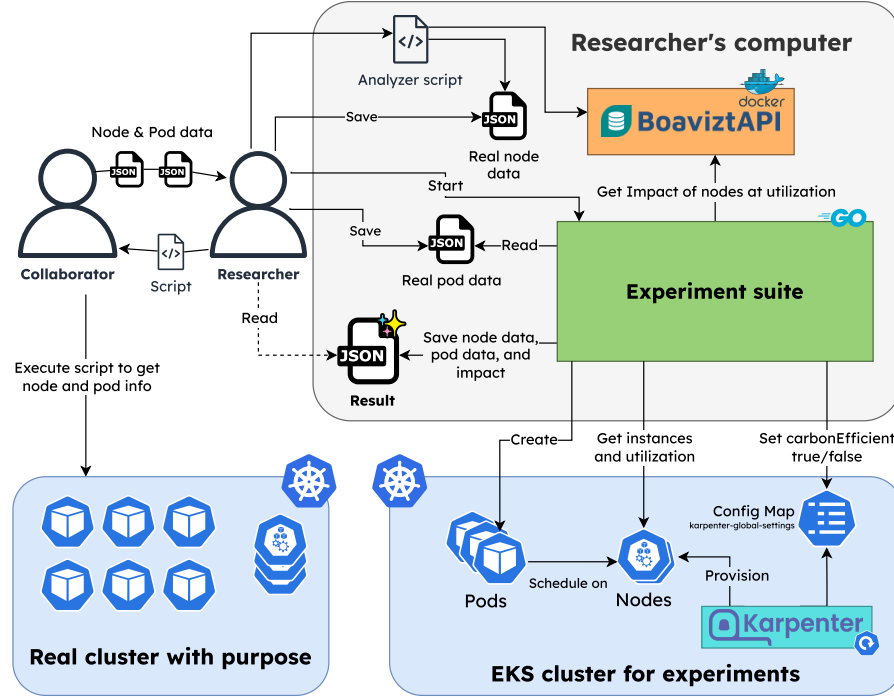 Researcher's computer
Analyzer script
docker
BoaviztAPI
Save
JSON
Real node
data
Node & Pod data
JSON
JSON
Start
Get Impact of nodes at utilization
GO
Save
JSON
Read
Real pod data
Experiment suite
Collaborator
Script
Researcher
Read
JSON
Result
Save node data,
pod data, and
impact
Execute script to get
node and pod info
Create
Get instances
and utilization
Set carbonEfficient
true/false
Config Map
karpenter-global-settings
Schedule on
Provision
Pods
Nodes
Karpenter
Real cluster with purpose
EKS cluster for experiments